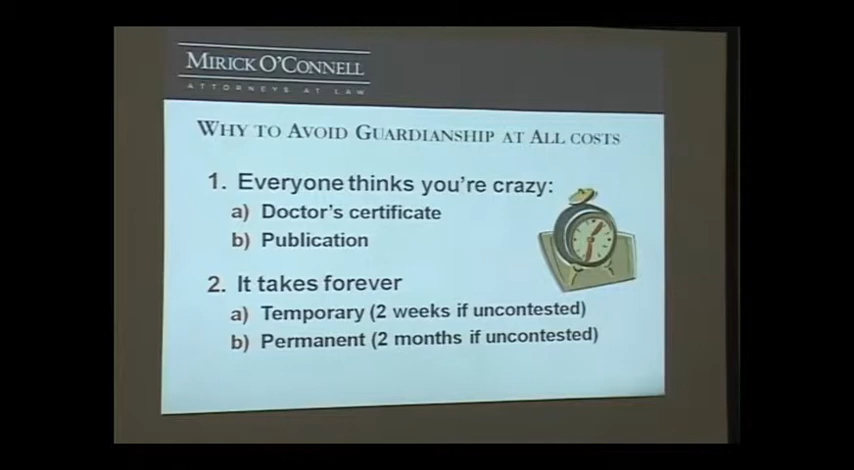 MIRICK O'CONNELL
ATTORNEYS AT LAW
WHY TO AVOID GUARDIANSHIP AT ALL COSTS
1. Everyone thinks you're crazy:
a) Doctor's certificate
b) Publication
2. It takes forever
a) Temporary (2 weeks if uncontested)
b) Permanent (2 months if uncontested)